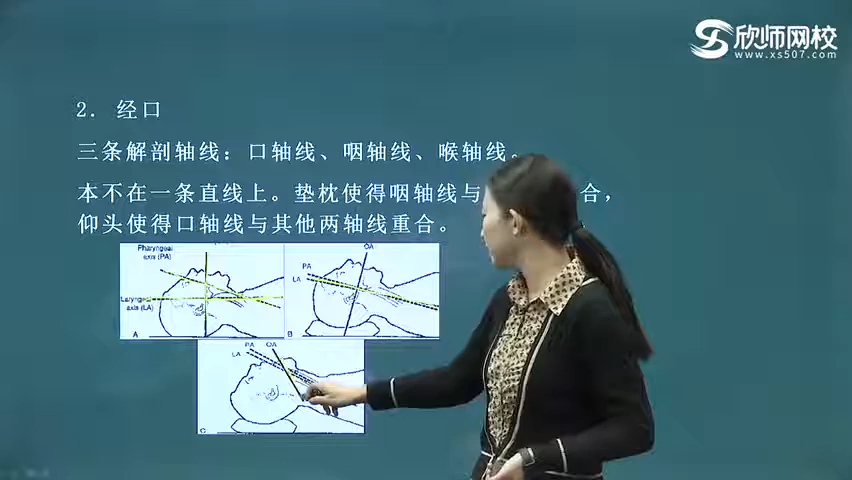 欣师网校
www.xs507.com
2. 经口
三条解剖轴线：口轴线、咽轴线、喉轴线。
本不在一条直线上。垫枕使得咽轴线与 合，
仰头使得口轴线与其他两轴线重合。
Pharyngeal
axis (PA)
OA
PA
LA
axis (LA)
A
B
PA OA
LA
C